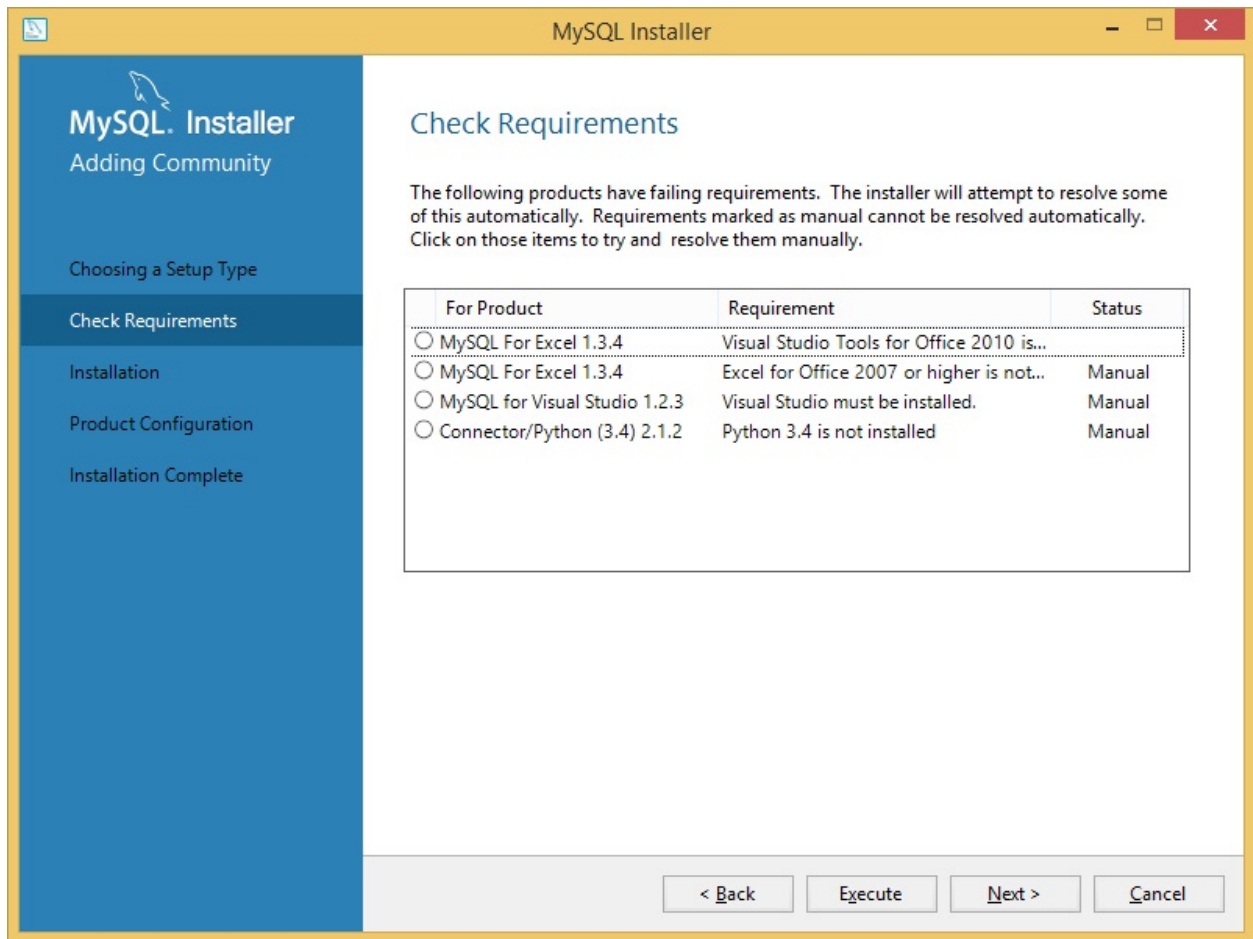 MySQL Installer
MySQL. Installer
Adding Community
Choosing a Setup Type
Check Requirements
Installation
Product Configuration
Installation Complete
Check Requirements
The following products have failing requirements. The installer will attempt to resolve some
of this automatically. Requirements marked as manual cannot be resolved automatically.
Click on those items to try and resolve them manually.
For Product Requirement Status
MySQL For Excel 1.3.4 Visual Studio Tools for Office 2010 is...
MySQL For Excel 1.3.4 Excel for Office 2007 or higher is not... Manual
MySQL for Visual Studio 1.2.3 Visual Studio must be installed. Manual
Connector/Python (3.4) 2.1.2 Python 3.4 is not installed Manual
< Back Execute Next > Cancel